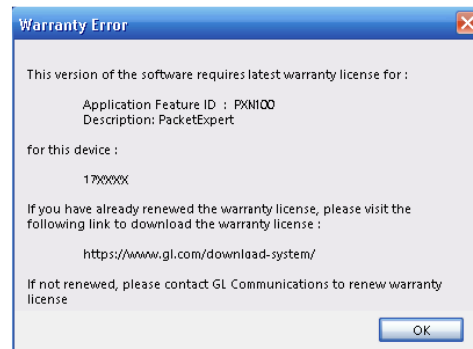 Warranty Error
This version of the software requires latest warranty license for :
Application Feature ID : PXN100
Description: PacketExpert
for this device :
17XXXX
If you have already renewed the warranty license, please visit the
following link to download the warranty license :
https://www.gl.com/download-system/
If not renewed, please contact GL Communications to renew warranty
license
OK